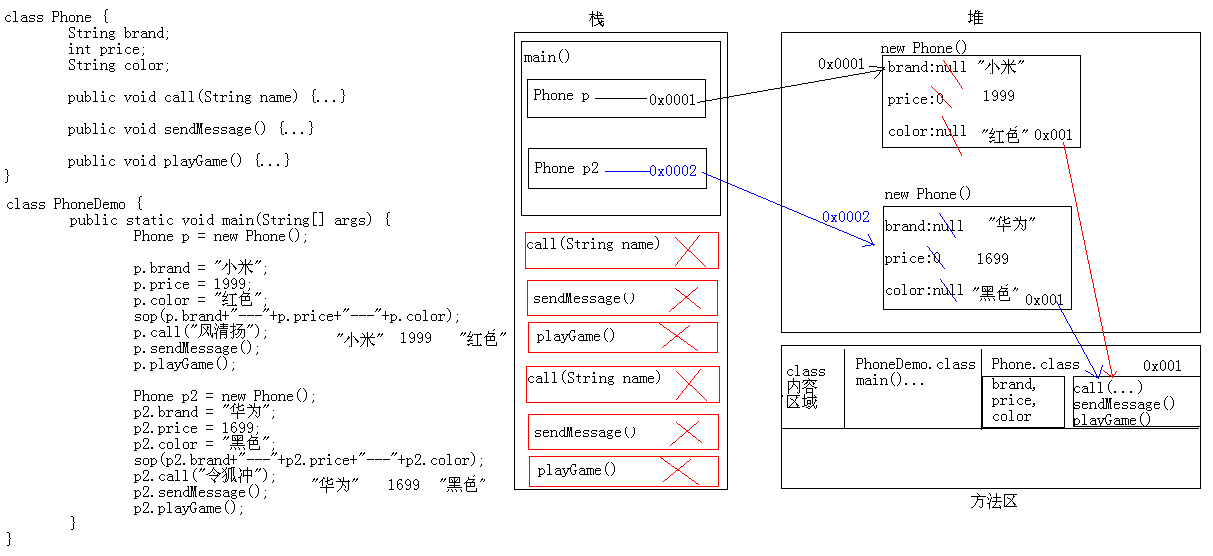 class Phone {
String brand;
int price;
String color;
public void call(String name) {...}
public void sendMessage() {...}
public void playGame() {...}
}
class PhoneDemo {
public static void main(String[] args) {
Phone p = new Phone();
p.brand = "小米";
p.price = 1999;
p.color = "红色";
sop(p.brand+"---"+p.price+"---"+p.color);
p.call("风清扬");
"小米" 1999 "红色"
p.sendMessage();
p.playGame();
Phone p2 = new Phone();
p2.brand = "华为";
p2.price = 1699;
p2.color = "黑色";
sop(p2.brand+"---"+p2.price+"---"+p2.color);
p2.call("令狐冲");
"华为" 1699 "黑色"
p2.sendMessage();
p2.playGame();
}
}
栈
main()
Phone p 0x0001
Phone p2 0x0002
call(String name)
sendMessage()
playGame()
call(String name)
sendMessage()
playGame()
堆
new Phone()
0x0001
brand:null "小米"
price:0 1999
color:null "红色" 0x001
new Phone()
0x0002
brand:null "华为"
price:0 1699
color:null "黑色" 0x001
class
内容
区域
PhoneDemo.class
main()...
Phone.class 0x001
brand,
price,
color
call(...)
sendMessage()
playGame()
方法区